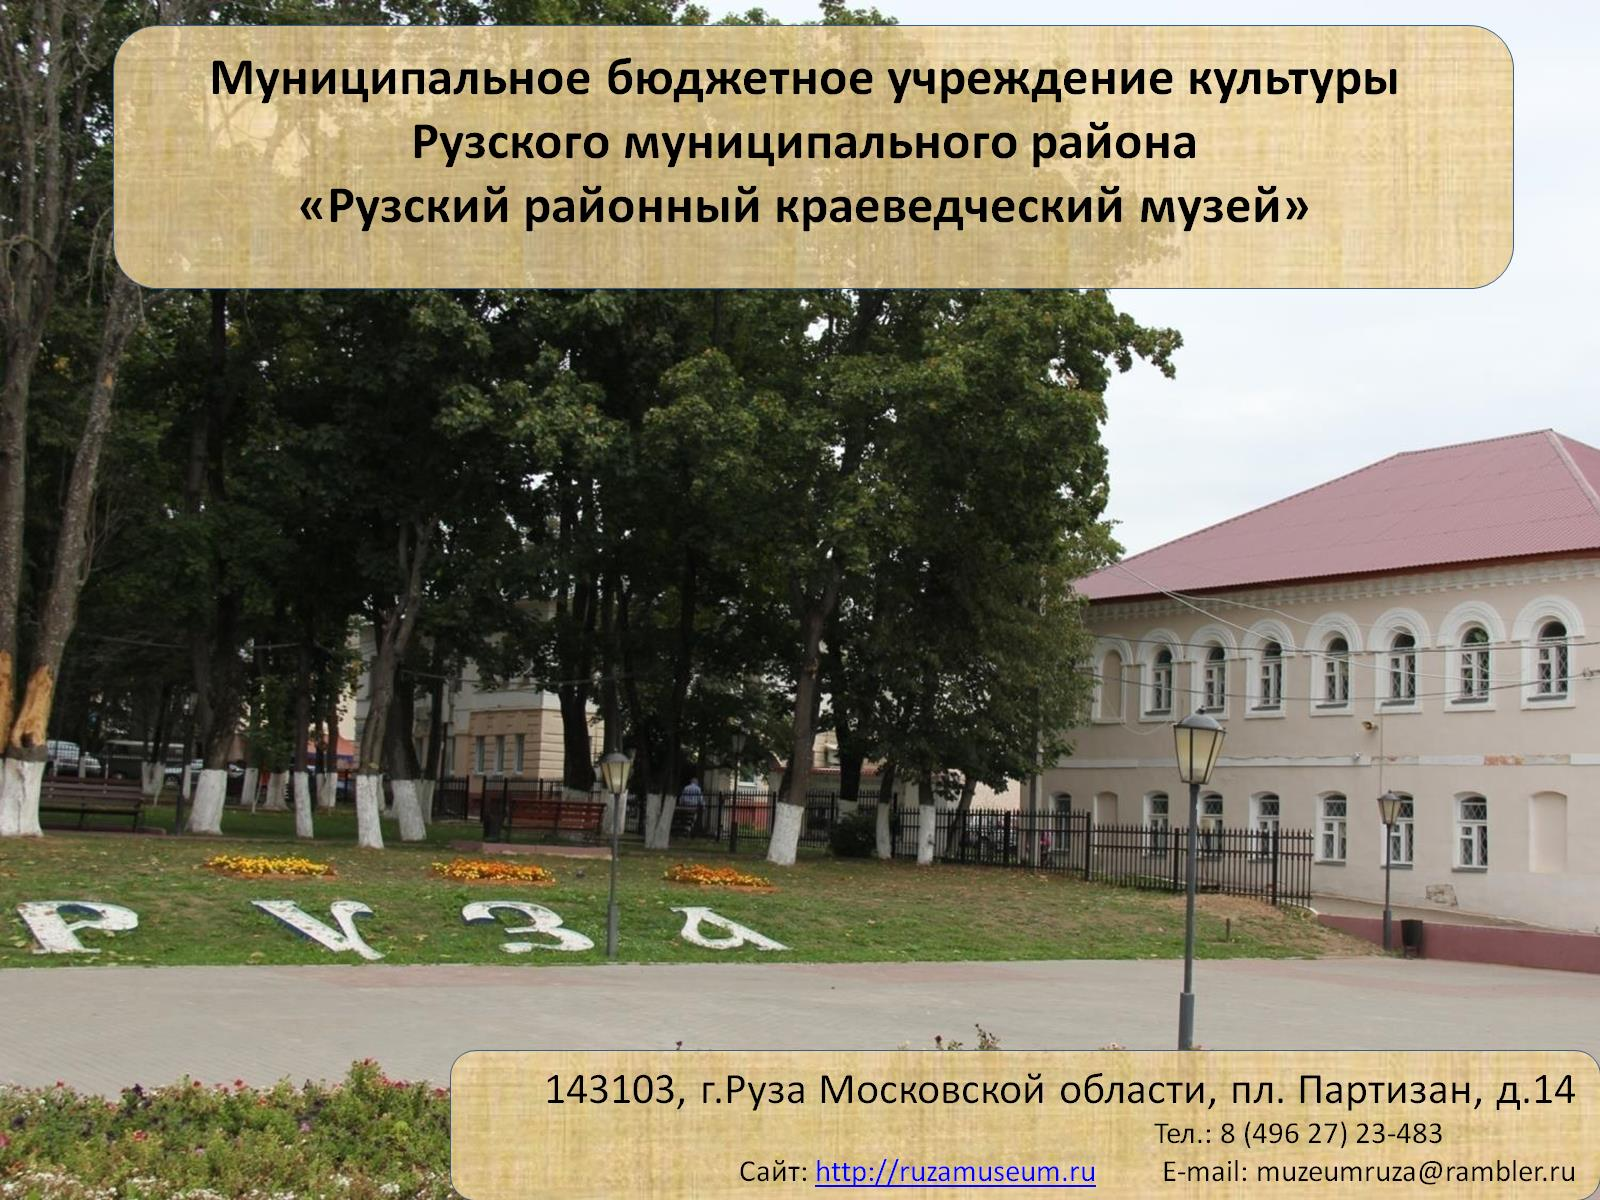 Муниципальное бюджетное учреждение культуры
Рузского муниципального района
«Рузский районный краеведческий музей»
РУЗА
143103, г.Руза Московской области, пл. Партизан, д.14
Тел.: 8 (496 27) 23-483
Сайт: http://ruzamuseum.ru E-mail: muzeumruza@rambler.ru